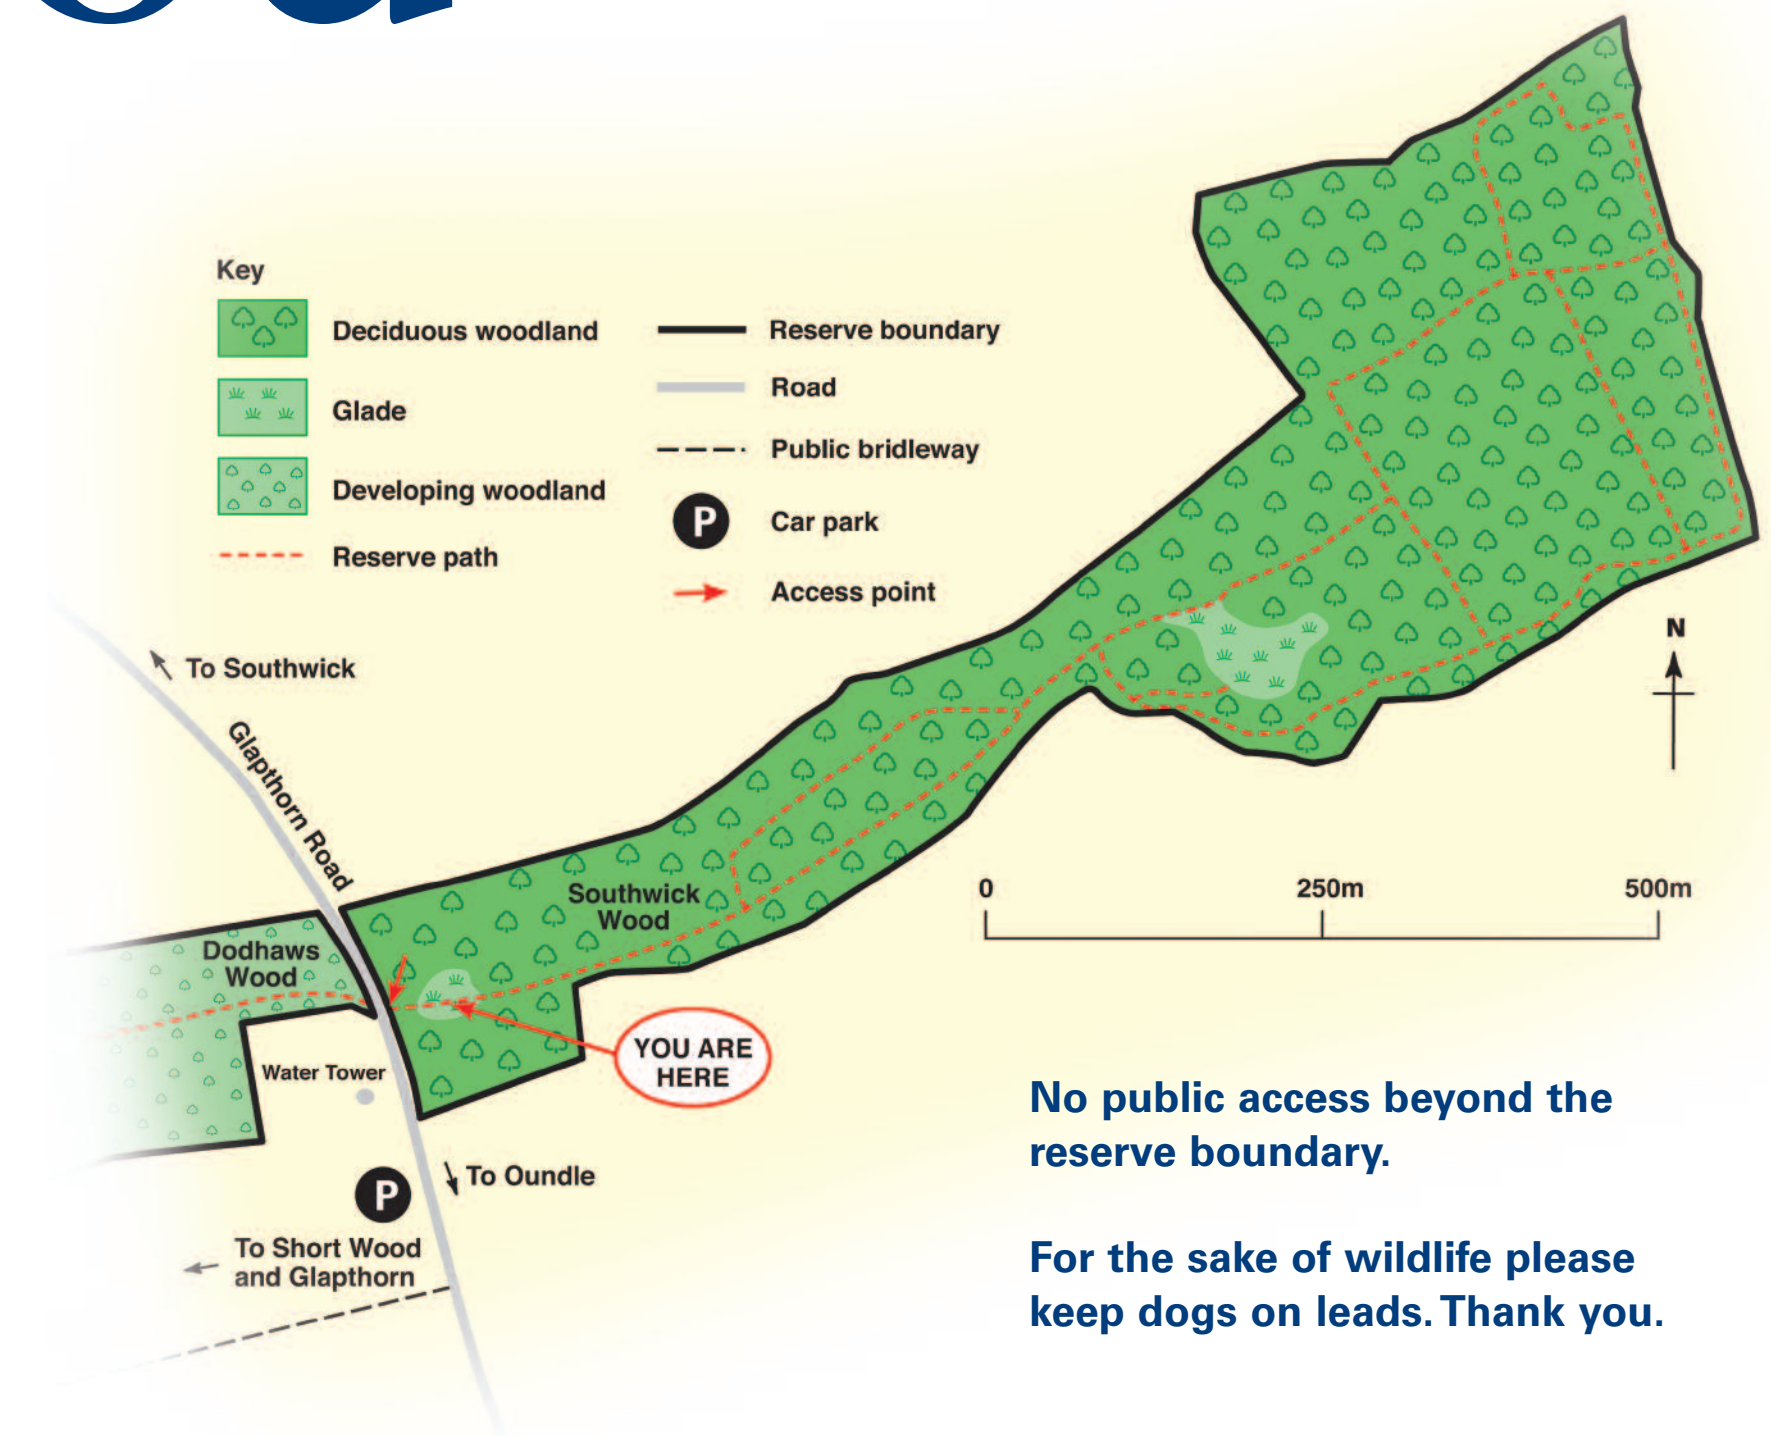 Key
Deciduous woodland
Glade
Developing woodland
Reserve path
Reserve boundary
Road
Public bridleway
P
Car park
Access point
To Southwick
Glapthorn Road
N
0
250m
500m
Southwick
Wood
Dodhaws
Wood
YOU ARE
HERE
Water Tower
P
To Oundle
To Short Wood
and Glapthorn
No public access beyond the
reserve boundary.
For the sake of wildlife please
keep dogs on leads. Thank you.